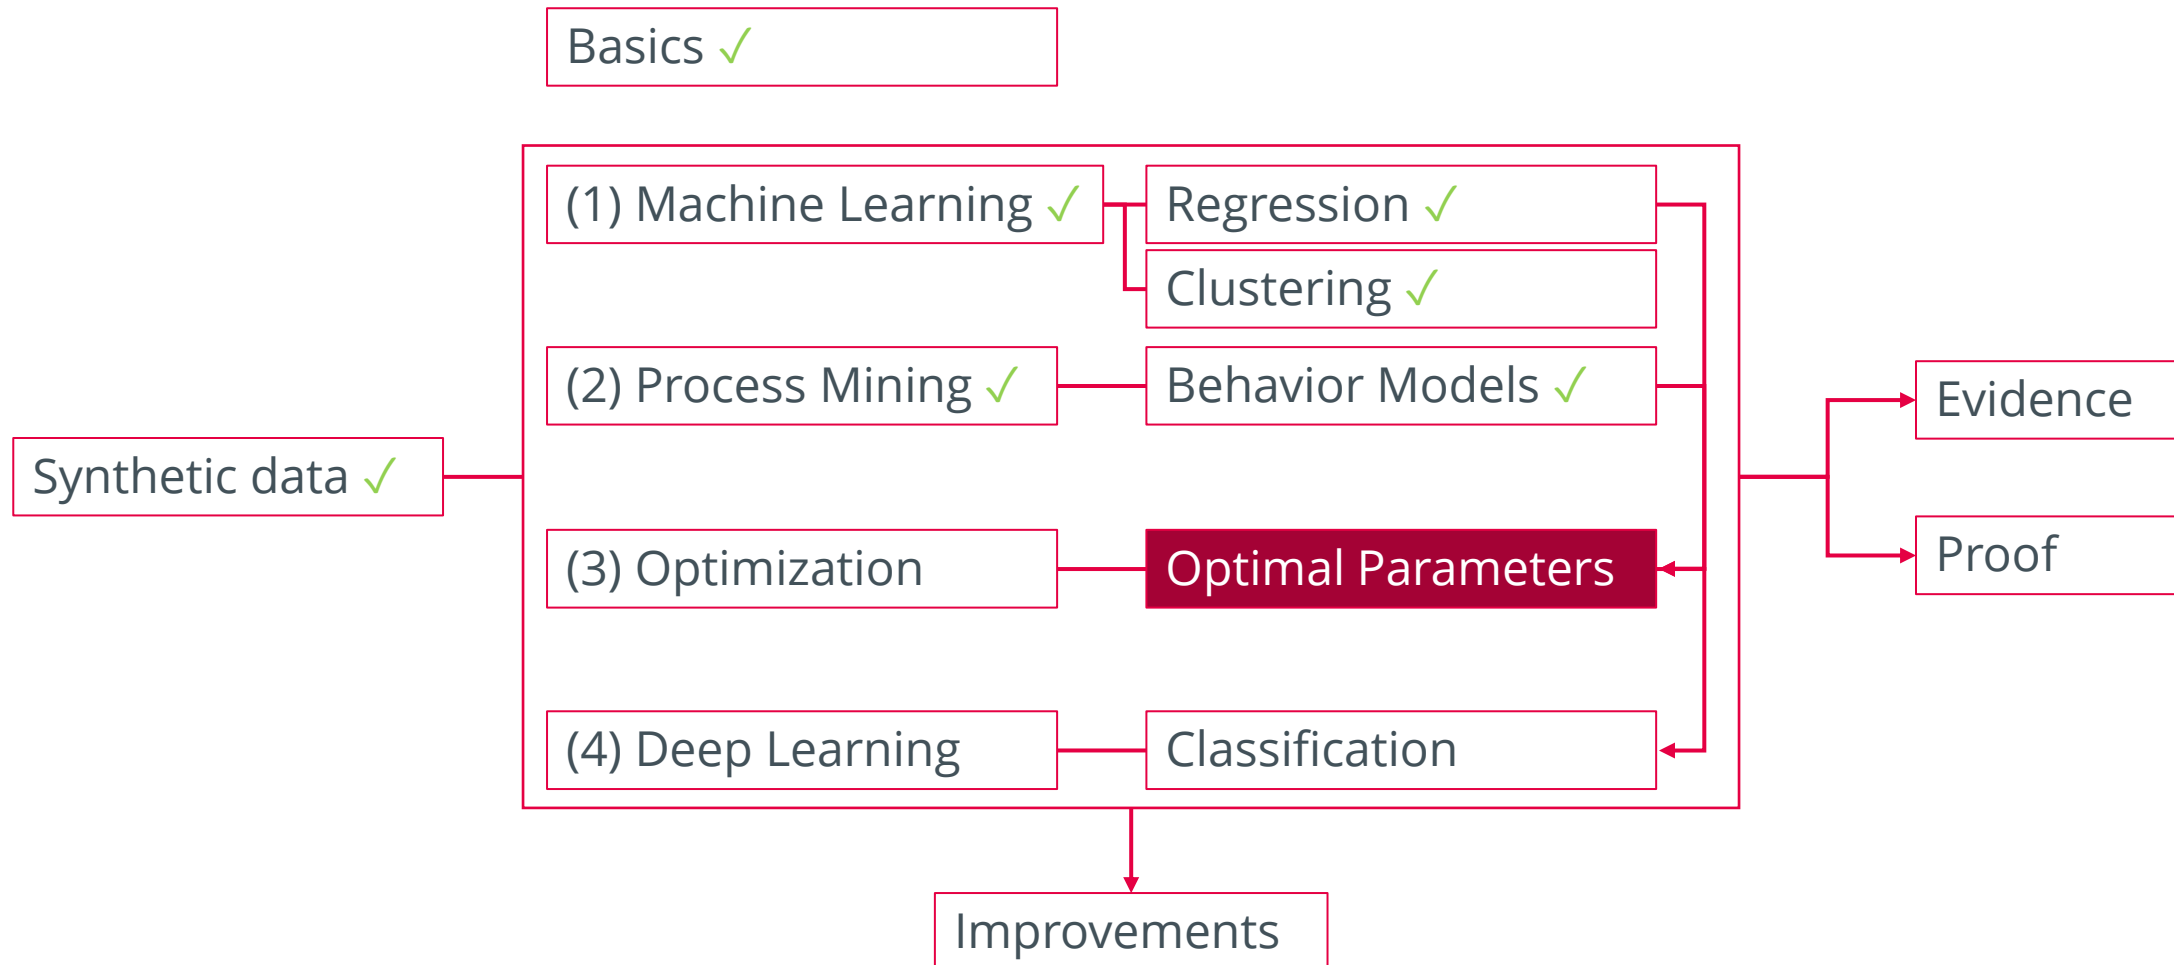 Basics ✓
(1) Machine Learning ✓
Regression ✓
Clustering ✓
(2) Process Mining ✓
Behavior Models ✓
Evidence
Synthetic data ✓
(3) Optimization
Optimal Parameters
Proof
(4) Deep Learning
Classification
Improvements